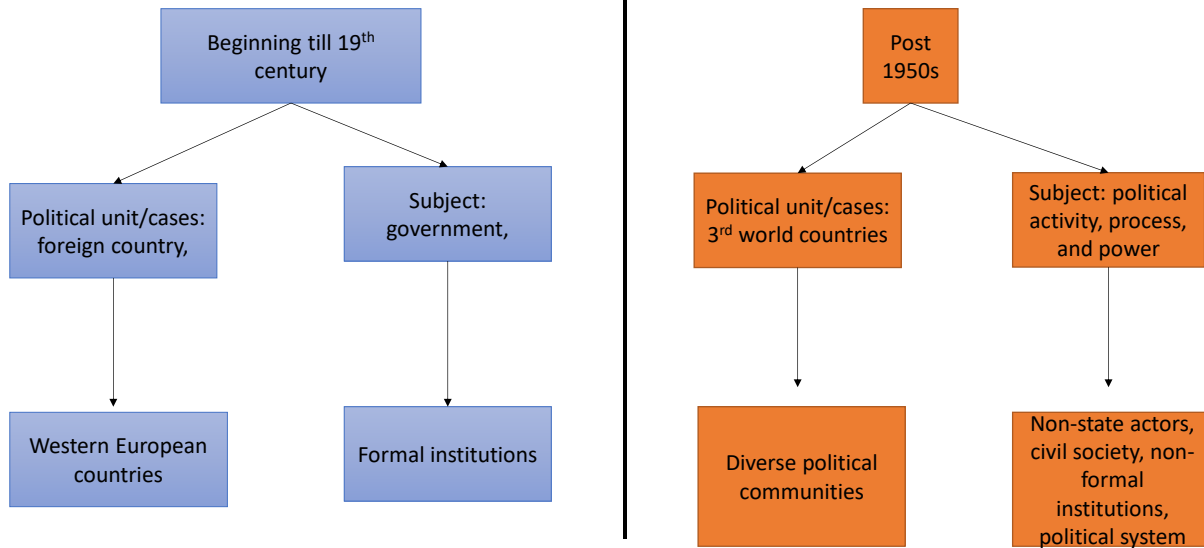 Beginning till 19th
century
Political unit/cases:
foreign country,
Subject:
government,
Western European
countries
Formal institutions
Post
1950s
Political unit/cases:
3rd world countries
Subject: political
activity, process,
and power
Diverse political
communities
Non-state actors,
civil society, non-
formal
institutions,
political system